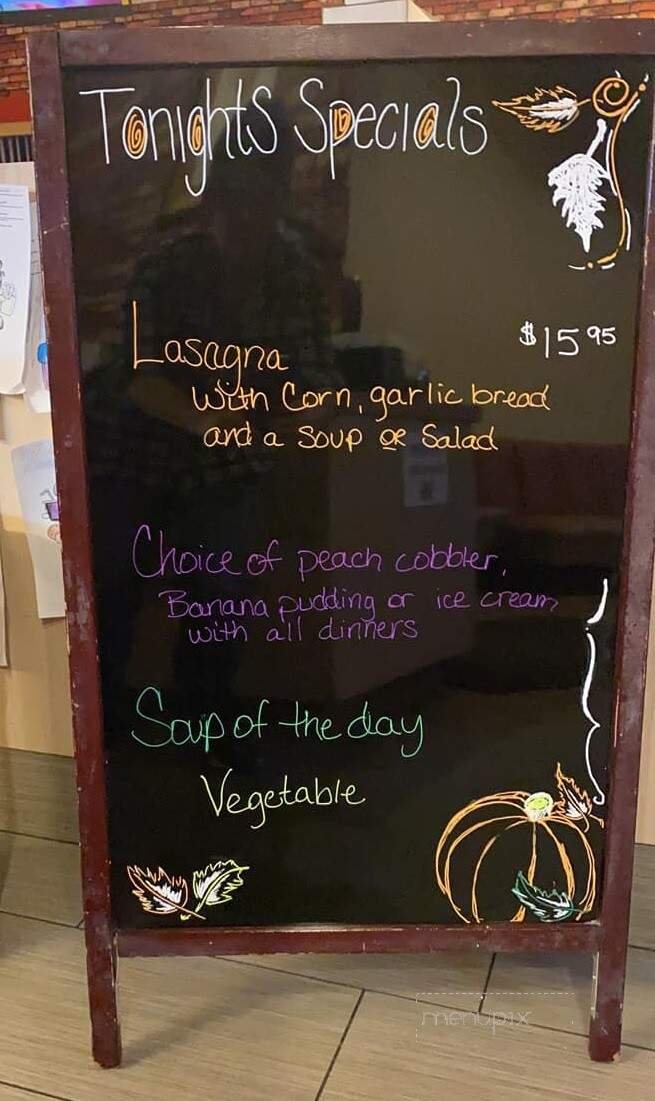 Tonights Specials
Lasagna $15.95
with Corn, garlic bread
and a Soup or Salad
Choice of peach cobbler,
Banana pudding or ice cream
with all dinners
Soup of the day
Vegetable
menupix